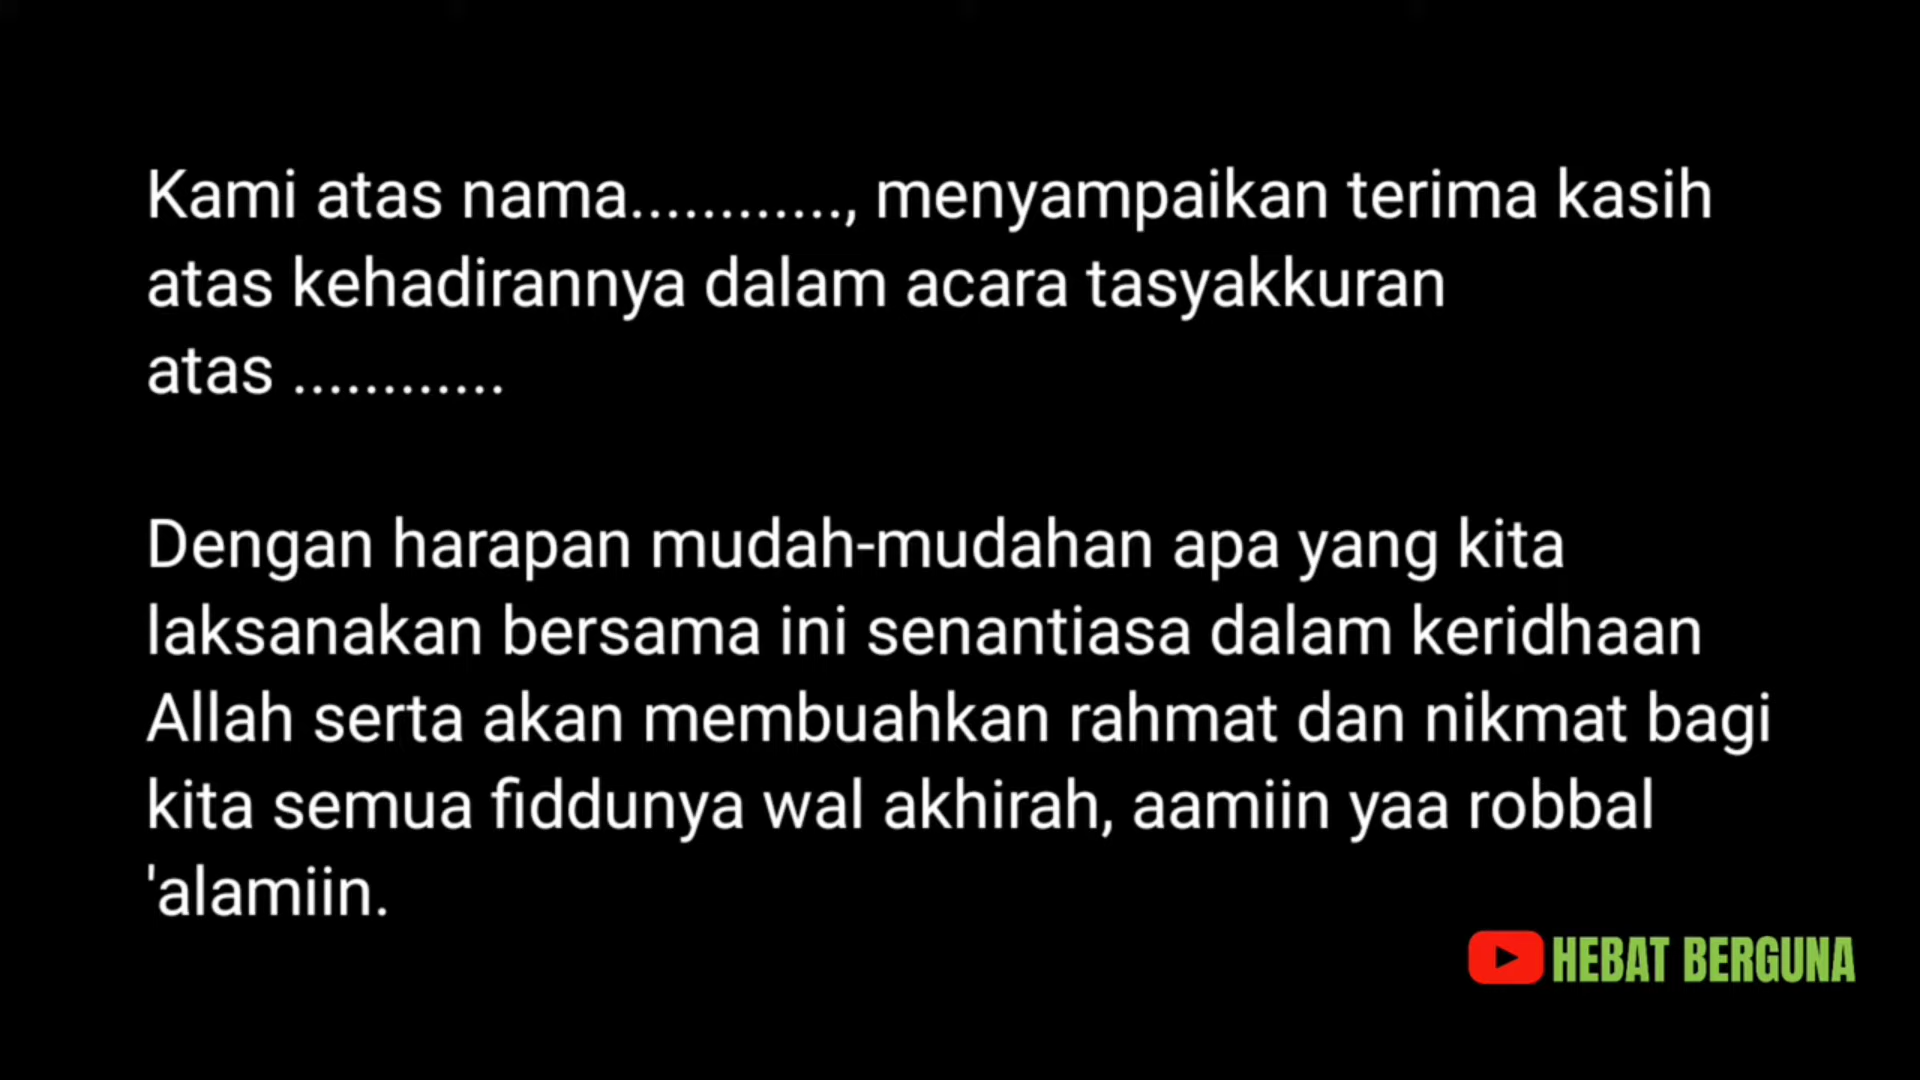 Kami atas nama............, menyampaikan terima kasih
atas kehadirannya dalam acara tasyakkuran
atas ............
Dengan harapan mudah-mudahan apa yang kita
laksanakan bersama ini senantiasa dalam keridhaan
Allah serta akan membuahkan rahmat dan nikmat bagi
kita semua fiddunya wal akhirah, aamiin yaa robbal
'alamiin.
HEBAT BERGUNA